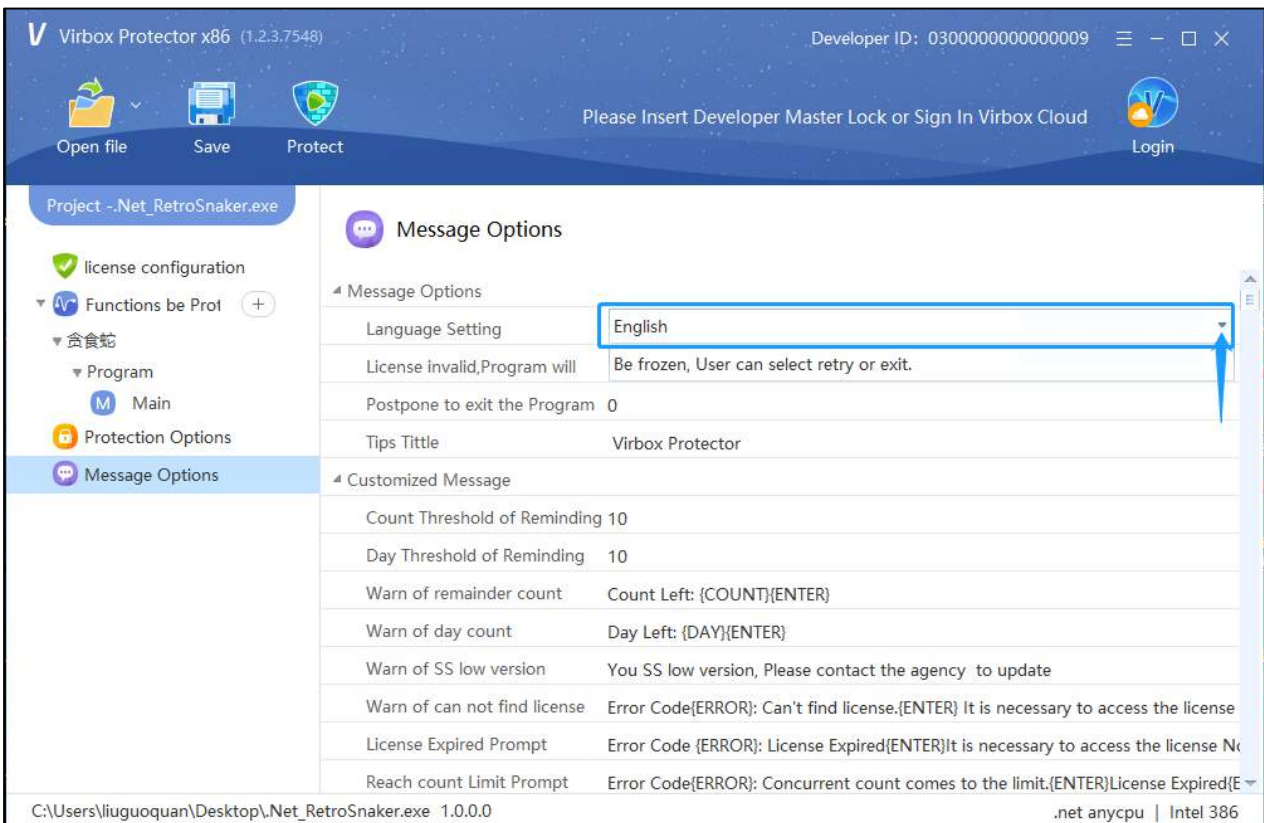 V Virbox Protector x86 (1.2.3.7548)
Developer ID: 0300000000000009
Please Insert Developer Master Lock or Sign In Virbox Cloud
Open file
Save
Protect
Login
Project -.Net_RetroSnaker.exe
license configuration
Functions be Prot
贪食蛇
Program
M Main
Protection Options
Message Options
Message Options
Message Options
Language Setting English
License invalid,Program will Be frozen, User can select retry or exit.
Postpone to exit the Program 0
Tips Tittle Virbox Protector
Customized Message
Count Threshold of Reminding 10
Day Threshold of Reminding 10
Warn of remainder count Count Left: {COUNT}{ENTER}
Warn of day count Day Left: {DAY}{ENTER}
Warn of SS low version You SS low version, Please contact the agency to update
Warn of can not find license Error Code{ERROR}: Can't find license.{ENTER} It is necessary to access the license
License Expired Prompt Error Code {ERROR}: License Expired{ENTER}It is necessary to access the license No
Reach count Limit Prompt Error Code{ERROR}: Concurrent count comes to the limit.{ENTER}License Expired{E
C:\Users\liuguoquan\Desktop\.Net_RetroSnaker.exe 1.0.0.0
.net anycpu | Intel 386